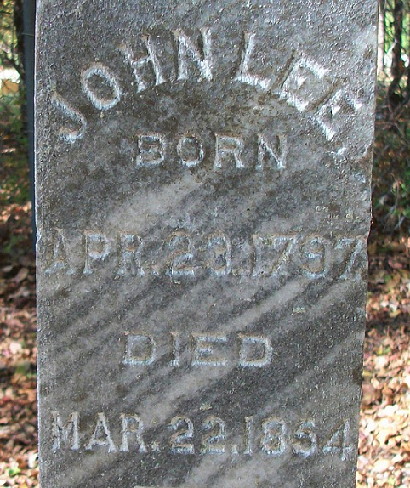 JOHN LEE,
BORN
APR. 23. 1797
DIED
MAR. 22. 1854